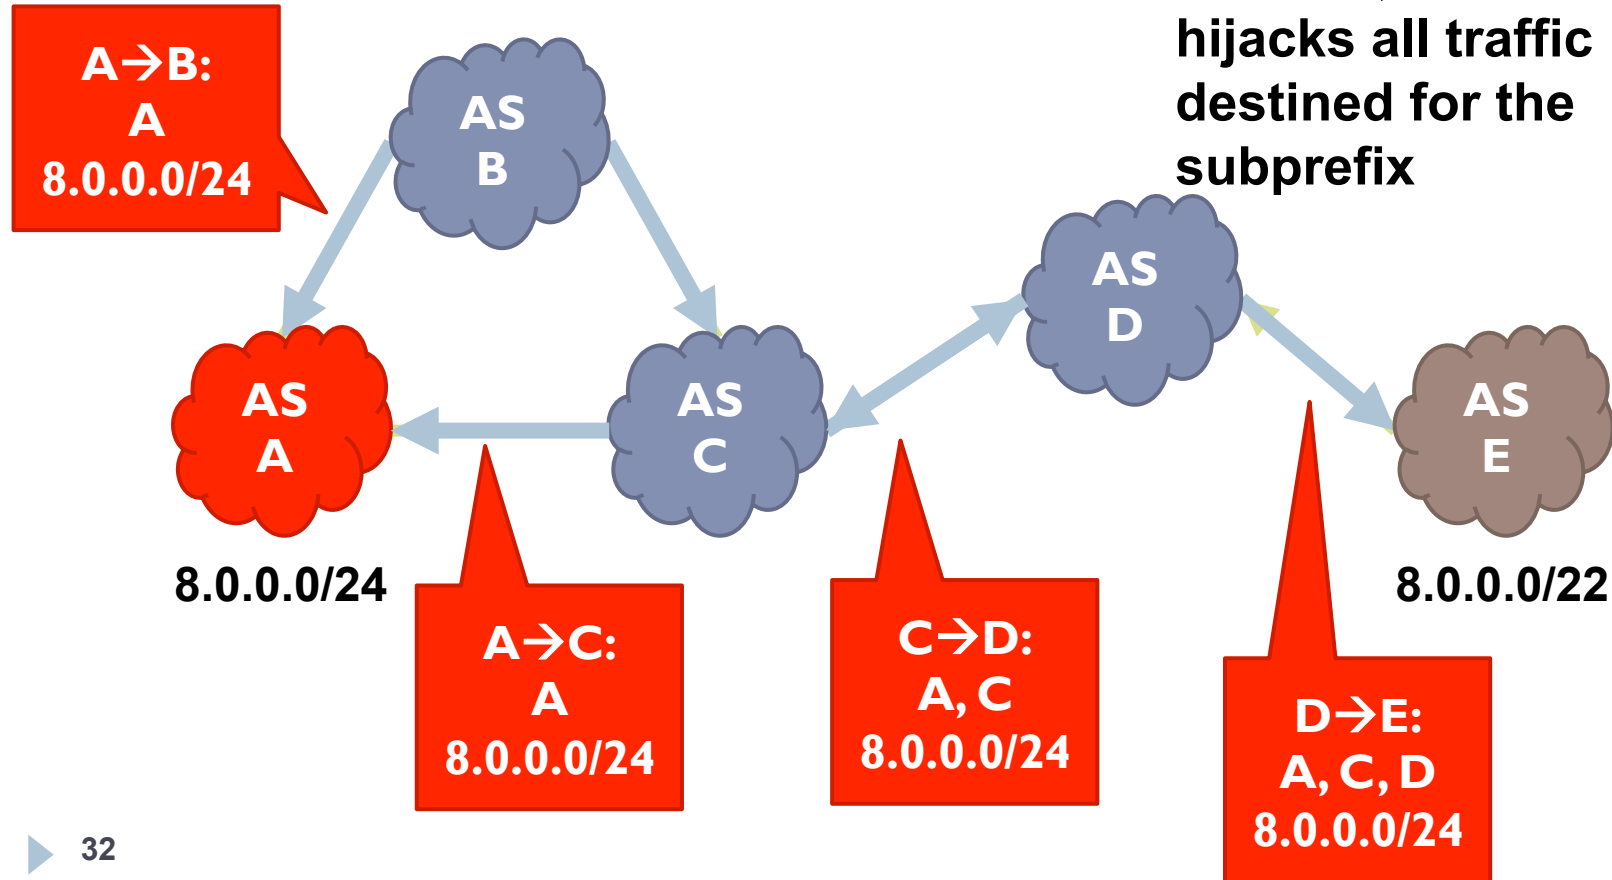 hijacks all traffic
destined for the
subprefix
A→B:
A
8.0.0.0/24
AS
B
AS
D
AS
A
AS
C
AS
E
8.0.0.0/24
8.0.0.0/22
A→C:
A
8.0.0.0/24
C→D:
A, C
8.0.0.0/24
D→E:
A, C, D
8.0.0.0/24
32